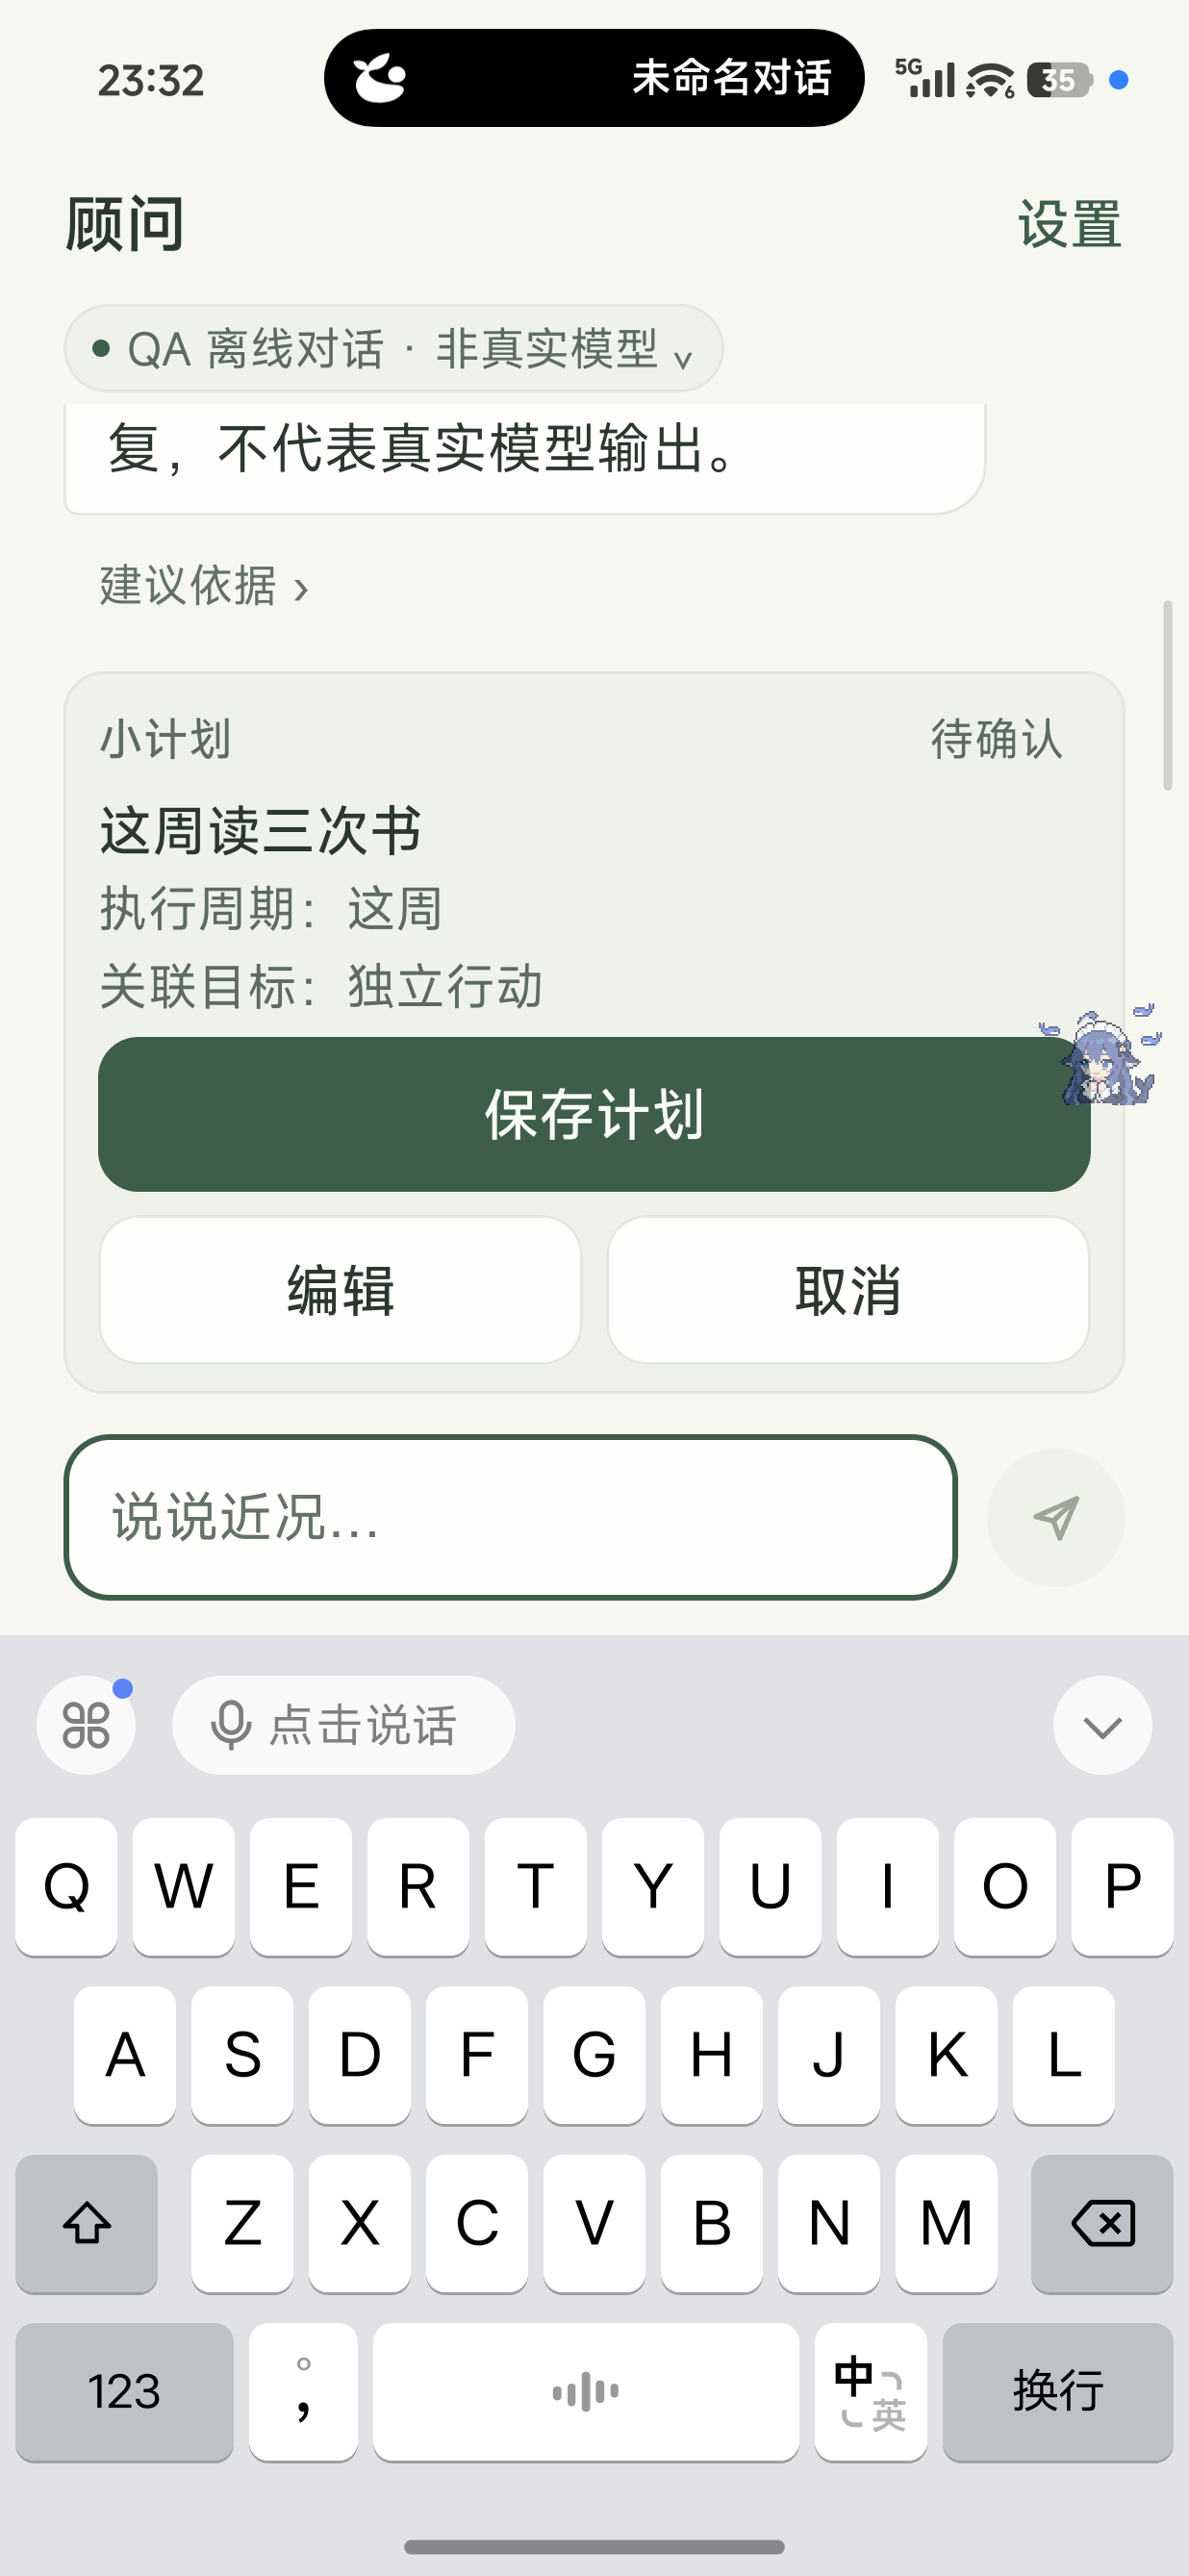 23:32
未命名对话
5G
6
35
顾问
设置
QA 离线对话 · 非真实模型
复，不代表真实模型输出。
建议依据 ›
小计划
待确认
这周读三次书
执行周期：这周
关联目标：独立行动
保存计划
编辑
取消
说说近况...
点击说话
Q W E R T Y U I O P
A S D F G H J K L
Z X C V B N M
123
。
，
中
英
换行